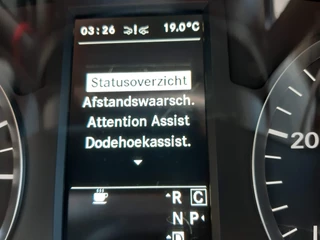 03:26 19.0°C
Statusoverzicht
Afstandswaarsch.
Attention Assist
Dodehoekassist.
R C
N P
D
20